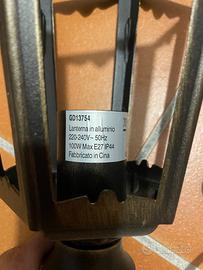 GD13754
Lanterna in alluminio
220-240V~ 50Hz
100W Max E27 IP44
Fabbricato in Cina